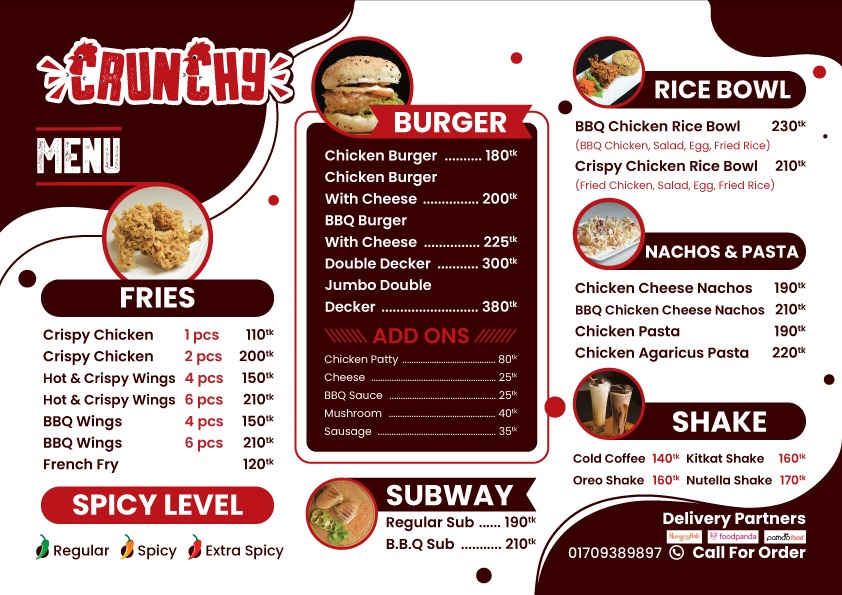 CRUNCHY
MENU
FRIES
Crispy Chicken 1 pcs 110tk
Crispy Chicken 2 pcs 200tk
Hot & Crispy Wings 4 pcs 150tk
Hot & Crispy Wings 6 pcs 210tk
BBQ Wings 4 pcs 150tk
BBQ Wings 6 pcs 210tk
French Fry 120tk
SPICY LEVEL
Regular Spicy Extra Spicy
BURGER
Chicken Burger .......... 180tk
Chicken Burger
With Cheese ............... 200tk
BBQ Burger
With Cheese ............... 225tk
Double Decker ........... 300tk
Jumbo Double
Decker .......................... 380tk
ADD ONS
Chicken Patty .................................. 80tk
Cheese ............................................ 25tk
BBQ Sauce ........................................ 25tk
Mushroom ....................................... 40tk
Sausage .......................................... 35tk
SUBWAY
Regular Sub ...... 190tk
B.B.Q Sub ........... 210tk
RICE BOWL
BBQ Chicken Rice Bowl 230tk
(BBQ Chicken, Salad, Egg, Fried Rice)
Crispy Chicken Rice Bowl 210tk
(Fried Chicken, Salad, Egg, Fried Rice)
NACHOS & PASTA
Chicken Cheese Nachos 190tk
BBQ Chicken Cheese Nachos 210tk
Chicken Pasta 190tk
Chicken Agaricus Pasta 220tk
SHAKE
Cold Coffee 140tk Kitkat Shake 160tk
Oreo Shake 160tk Nutella Shake 170tk
Delivery Partners
HungryNaki foodpanda pathao food
01709389897 Call For Order